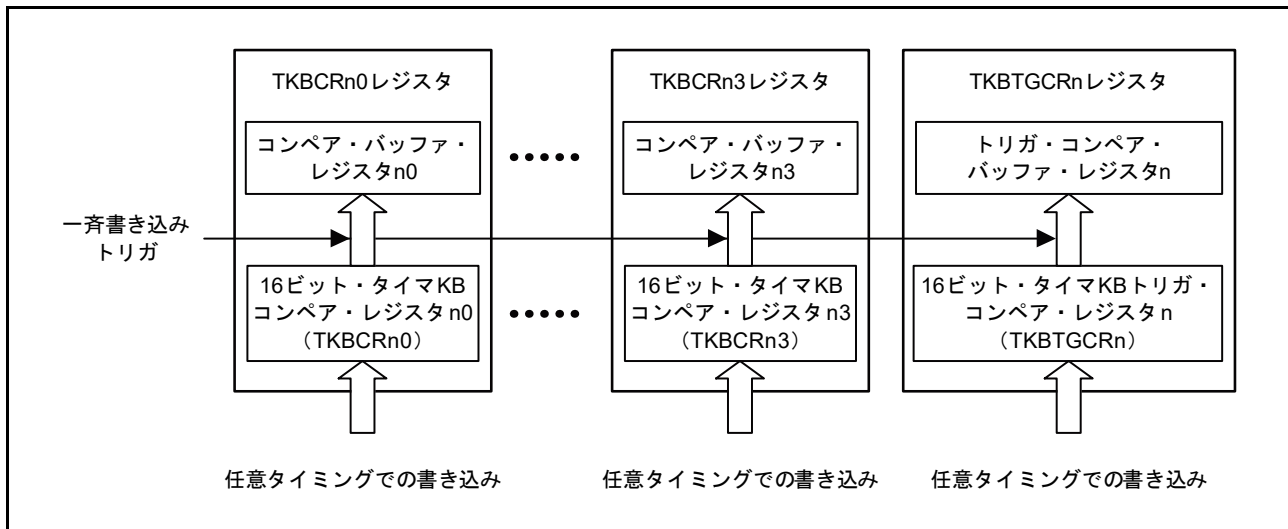 TKBCRn0レジスタ
コンペア・バッファ・
レジスタn0
•••••
TKBCRn3レジスタ
コンペア・バッファ・
レジスタn3
TKBTGCRnレジスタ
トリガ・コンペア・
バッファ・レジスタn
一斉書き込み
トリガ
16ビット・タイマKB
コンペア・レジスタn0
（TKBCRn0）
•••••
16ビット・タイマKB
コンペア・レジスタn3
（TKBCRn3）
16ビット・タイマKBトリガ・
コンペア・レジスタn
（TKBTGCRn）
任意タイミングでの書き込み
任意タイミングでの書き込み
任意タイミングでの書き込み